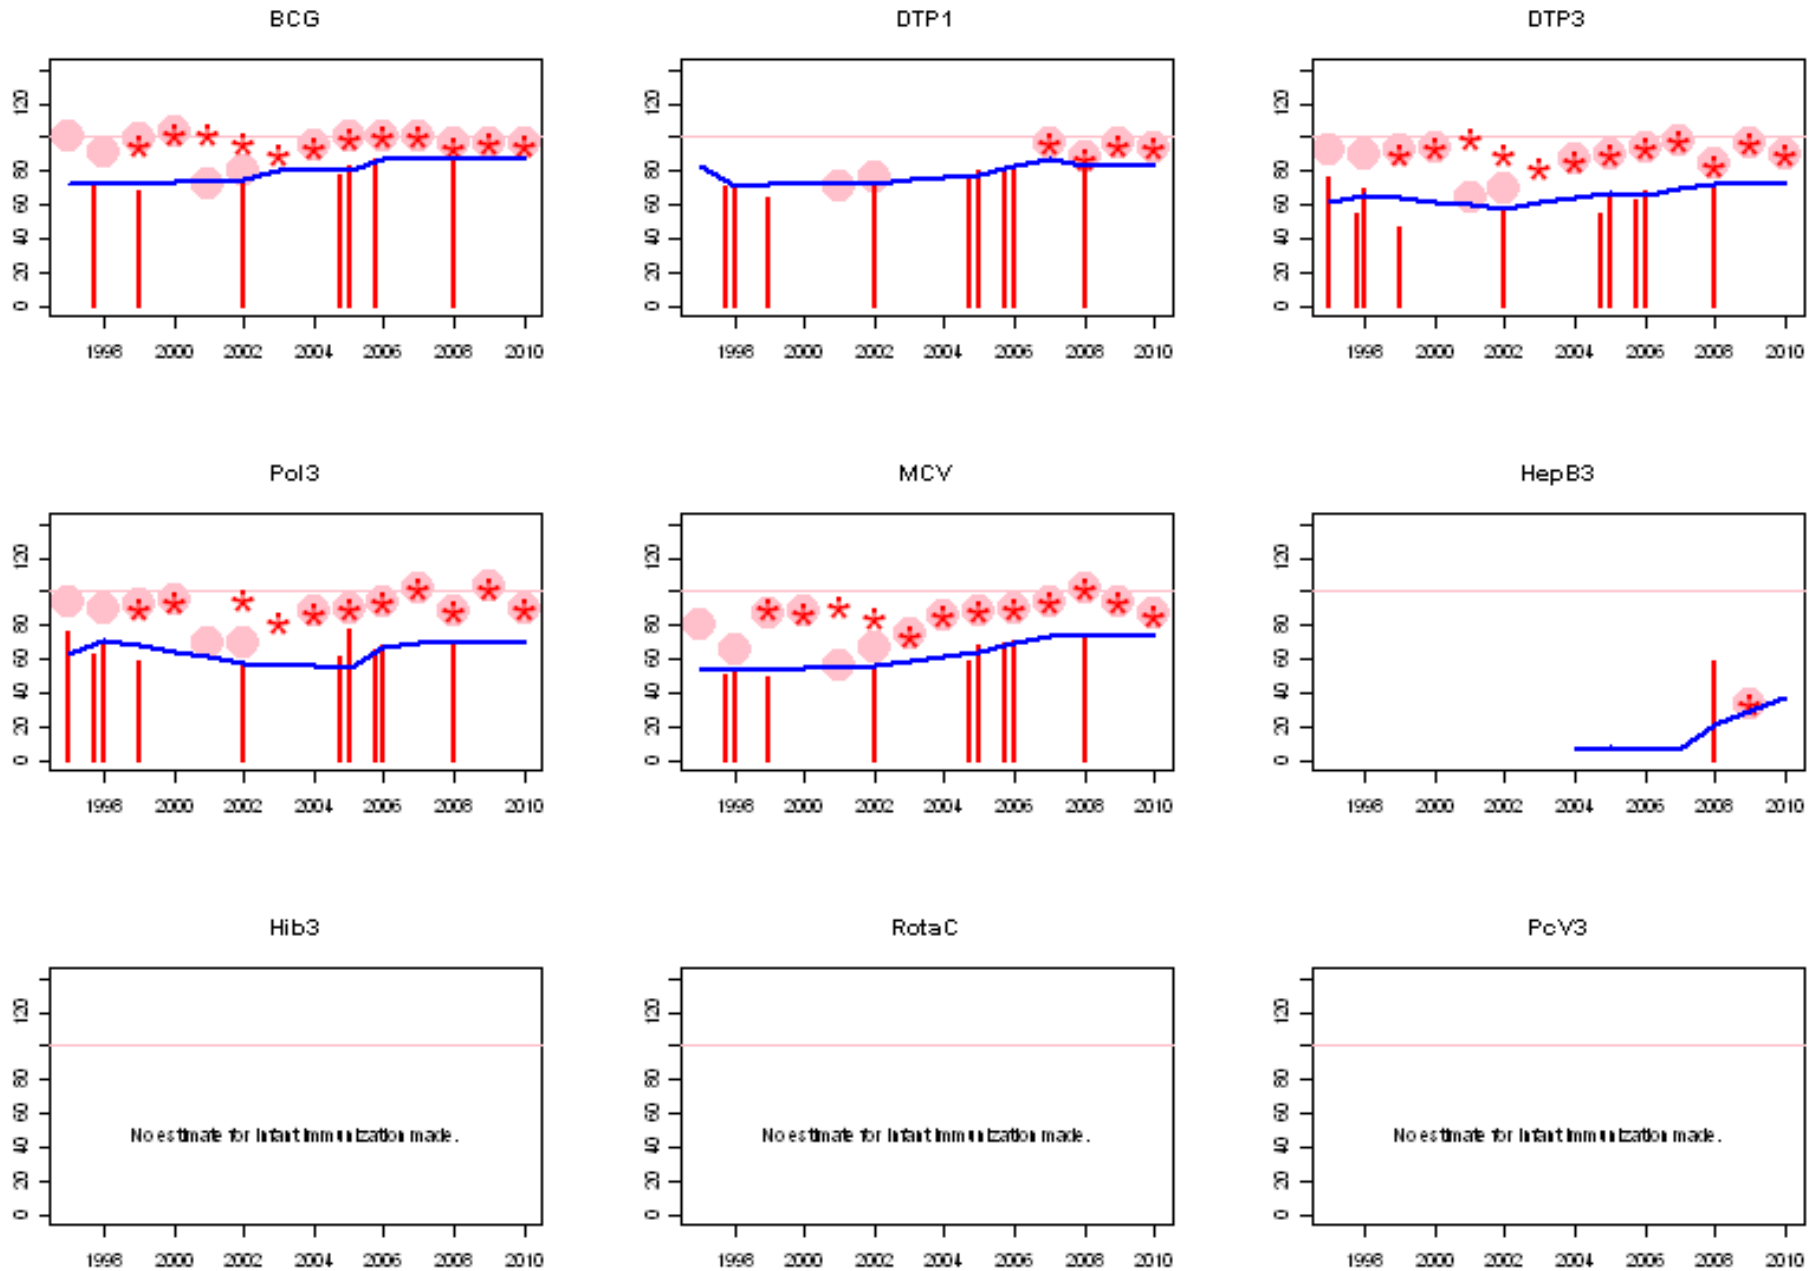 BCG DTP1 DTP3
120 120 120
80 80 80
60 60 60
40 40 40
20 20 20
0 0 0
1998 2000 2002 2004 2006 2008 2010 1998 2000 2002 2004 2006 2008 2010 1998 2000 2002 2004 2006 2008 2010
Pol3 MCV HepB3
120 120 120
80 80 80
60 60 60
40 40 40
20 20 20
0 0 0
1998 2000 2002 2004 2006 2008 2010 1998 2000 2002 2004 2006 2008 2010 1998 2000 2002 2004 2006 2008 2010
Hib3 RotaC PcV3
120 120 120
80 80 80
60 60 60
No estimate for infant immunization made. No estimate for infant immunization made. No estimate for infant immunization made.
40 40 40
20 20 20
0 0 0
1998 2000 2002 2004 2006 2008 2010 1998 2000 2002 2004 2006 2008 2010 1998 2000 2002 2004 2006 2008 2010